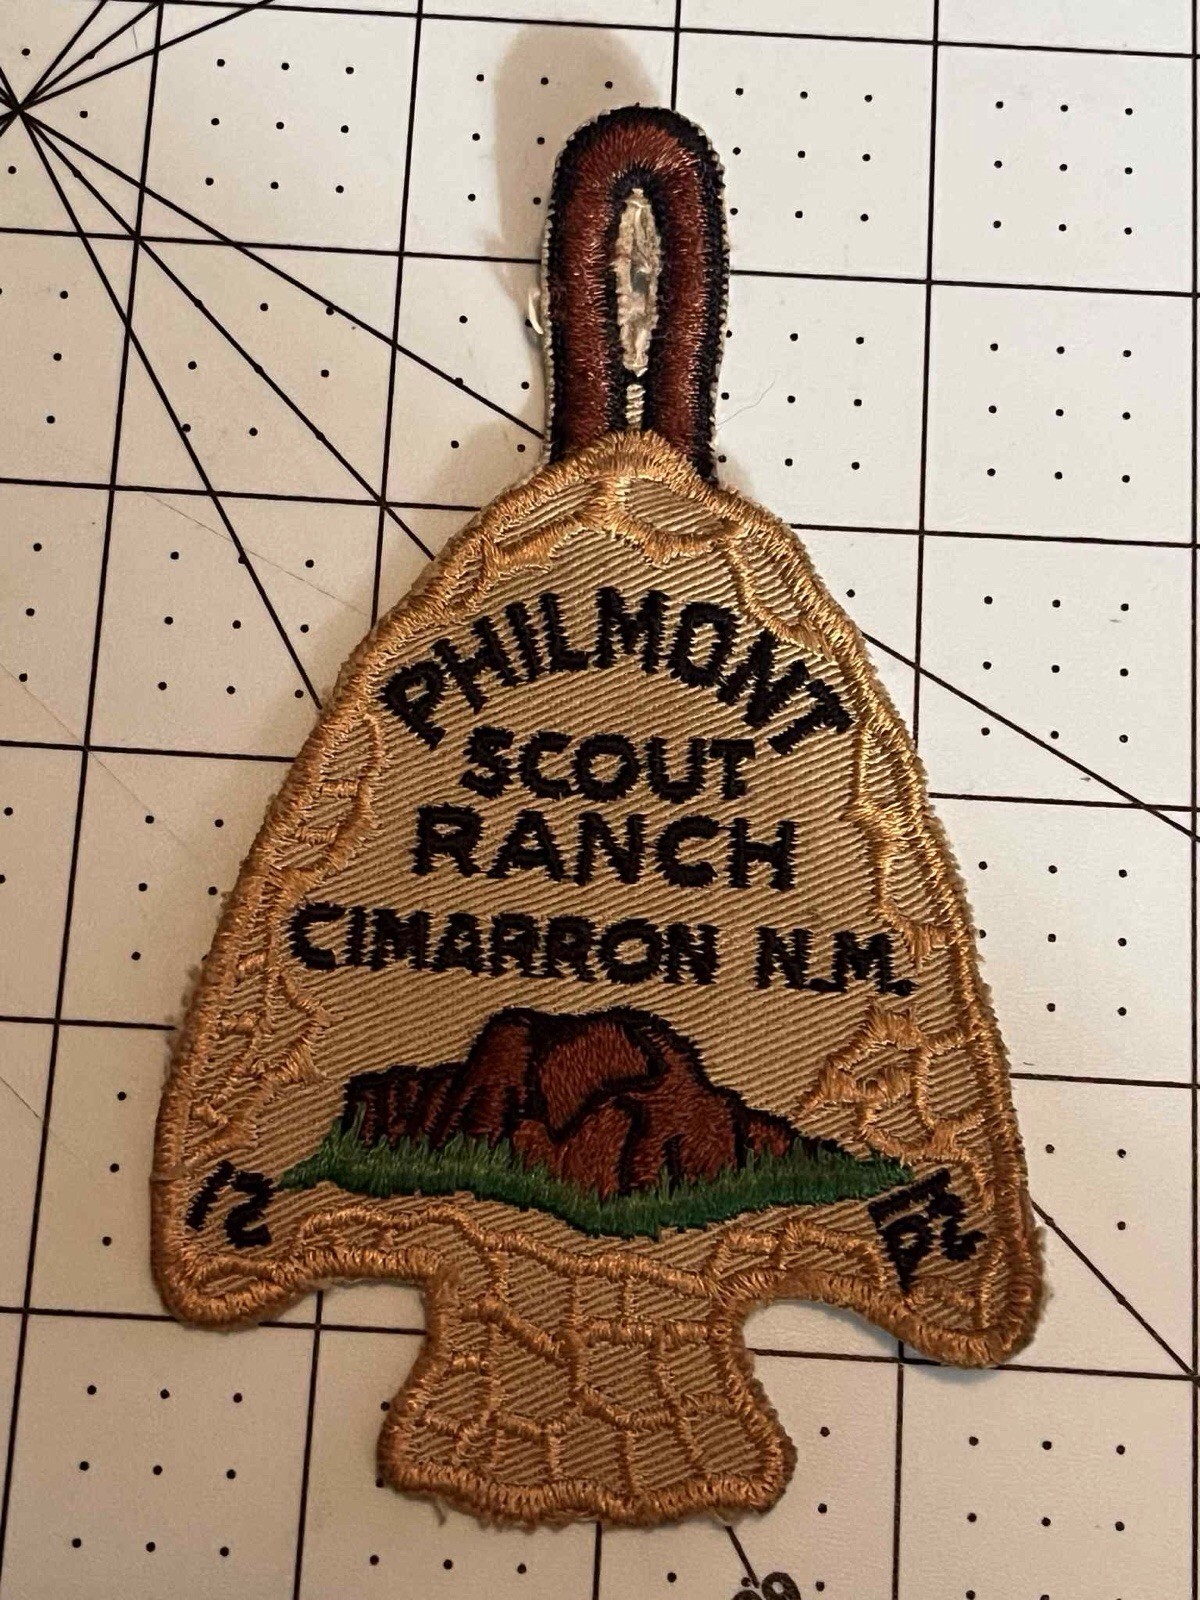 PHILMONT
SCOUT
RANCH
CIMARRON N.M.